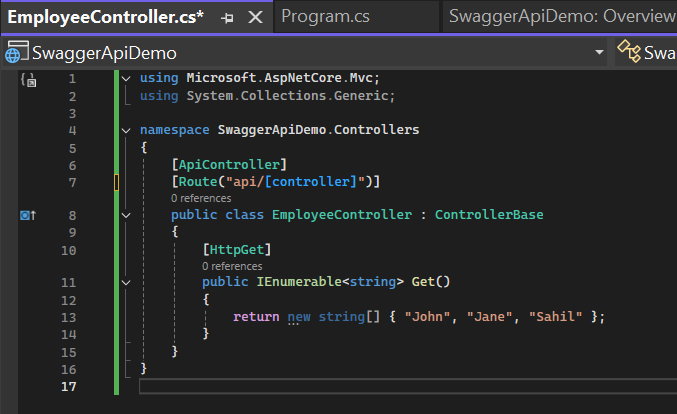 EmployeeController.cs*
Program.cs
SwaggerApiDemo: Overview
SwaggerApiDemo
Swa
1 using Microsoft.AspNetCore.Mvc;
2 using System.Collections.Generic;
3
4 namespace SwaggerApiDemo.Controllers
5 {
6 [ApiController]
7 [Route("api/[controller]")]
0 references
8 public class EmployeeController : ControllerBase
9 {
10 [HttpGet]
0 references
11 public IEnumerable<string> Get()
12 {
13 return new string[] { "John", "Jane", "Sahil" };
14 }
15 }
16 }
17